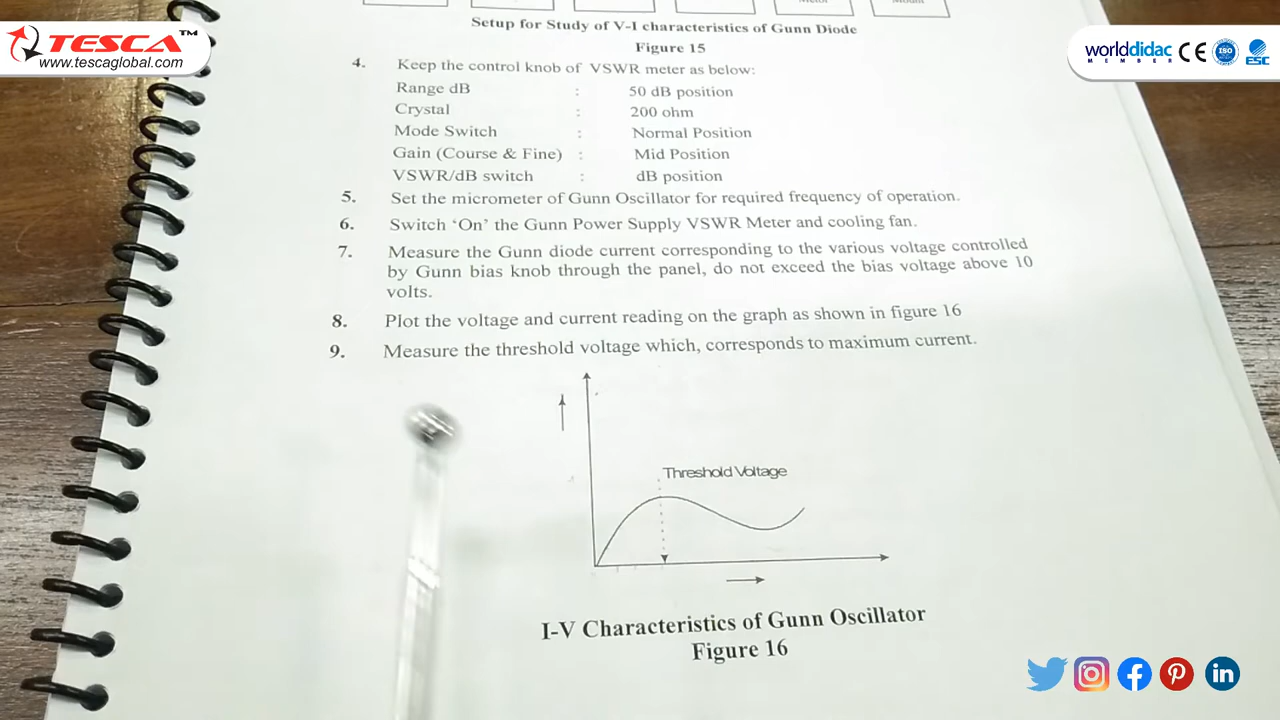 TESCA™
www.tescaglobal.com
worlddidac
MEMBER
CE
ISO
ESC
Setup for Study of V-I characteristics of Gunn Diode
Figure 15
4. Keep the control knob of VSWR meter as below:
Range dB : 50 dB position
Crystal : 200 ohm
Mode Switch : Normal Position
Gain (Course & Fine) : Mid Position
VSWR/dB switch : dB position
5. Set the micrometer of Gunn Oscillator for required frequency of operation.
6. Switch ‘On’ the Gunn Power Supply VSWR Meter and cooling fan.
7. Measure the Gunn diode current corresponding to the various voltage controlled
by Gunn bias knob through the panel, do not exceed the bias voltage above 10
volts.
8. Plot the voltage and current reading on the graph as shown in figure 16
9. Measure the threshold voltage which, corresponds to maximum current.
Threshold Voltage
I-V Characteristics of Gunn Oscillator
Figure 16